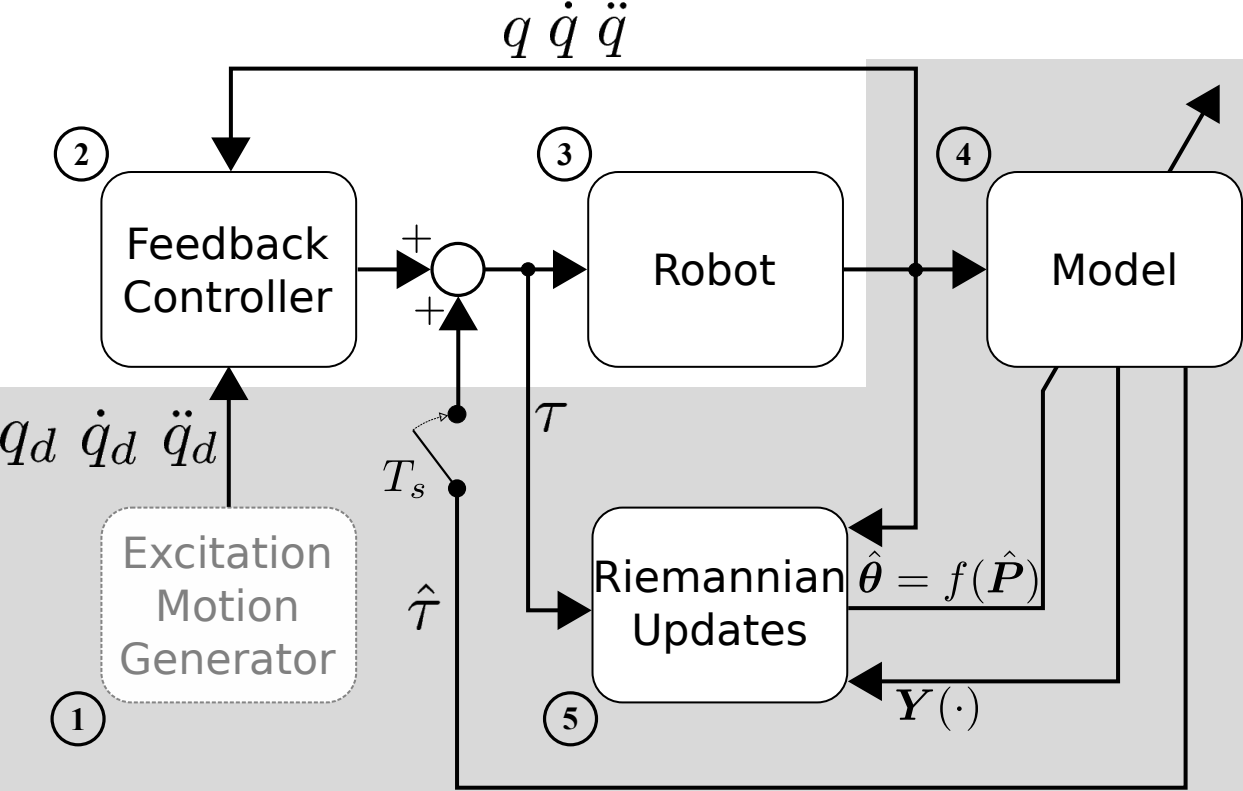 q q̇ q̈
2
3
4
Feedback
Controller
+
+
Robot
Model
q_d q̇_d q̈_d
τ
T_s
Excitation
Motion
Generator
τ̂
Riemannian
Updates
θ̂ = f(P̂)
Y(·)
1
5